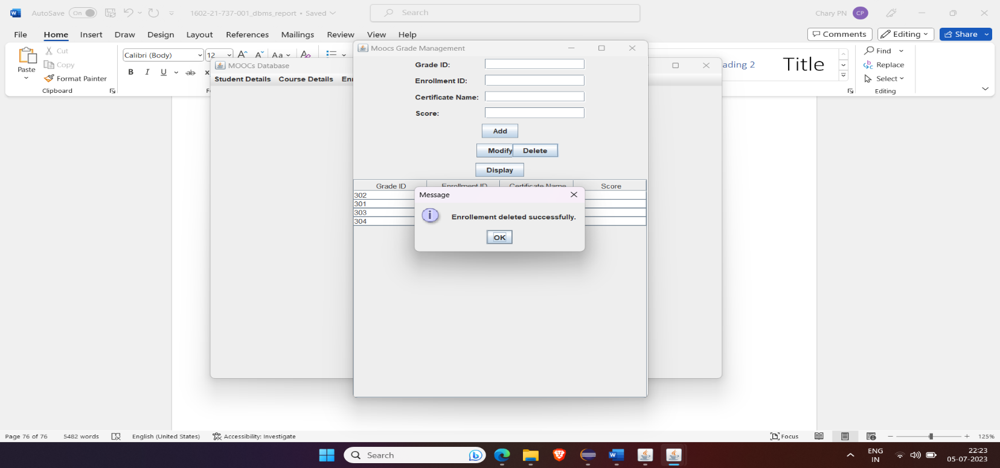 AutoSave On 1602-21-737-001_dbms_report • Saved Search Chary PN CP
File Home Insert Draw Design Layout References Mailings Review View Help Comments Editing Share
Paste Cut Copy Format Painter Clipboard
Calibri (Body) 12 A A Aa A
B I U ab x
ading 2 Title
Find Replace Select Editing
MOOCs Database
Student Details Course Details
Moocs Grade Management
Grade ID:
Enrollment ID:
Certificate Name:
Score:
Add
Modify Delete
Display
Grade ID Enrollment ID Certificate Name Score
302
301
303
304
Message
Enrollement deleted successfully.
OK
Page 76 of 76 5482 words English (United States) Accessibility: Investigate Focus 125%
Search ENG IN 22:23 05-07-2023